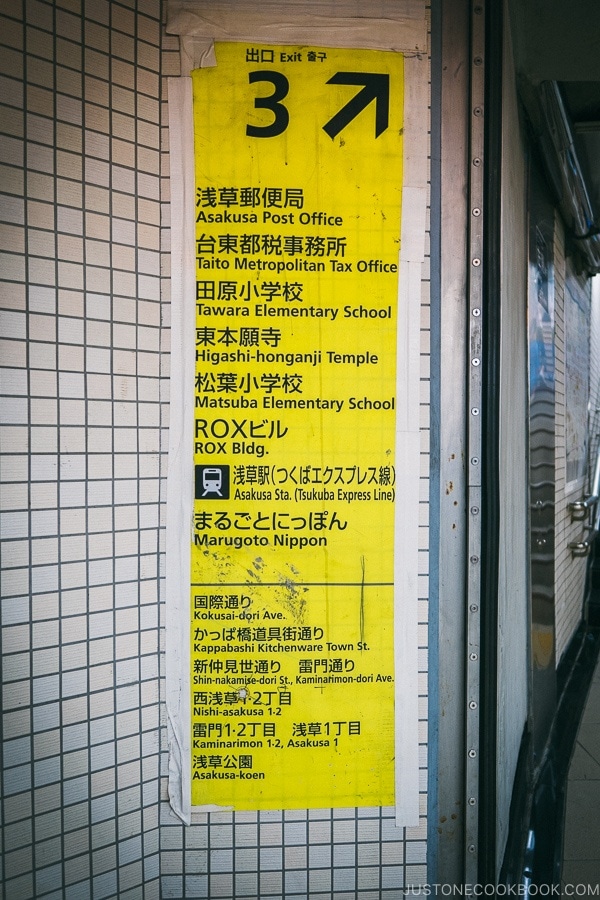 出口 Exit 출구
3
浅草郵便局
Asakusa Post Office
台東都税事務所
Taito Metropolitan Tax Office
田原小学校
Tawara Elementary School
東本願寺
Higashi-honganji Temple
松葉小学校
Matsuba Elementary School
ROXビル
ROX Bldg.
浅草駅(つくばエクスプレス線)
Asakusa Sta. (Tsukuba Express Line)
まるごとにっぽん
Marugoto Nippon
国際通り
Kokusai-dori Ave.
かっぱ橋道具街通り
Kappabashi Kitchenware Town St.
新仲見世通り 雷門通り
Shin-nakamise-dori St., Kaminarimon-dori Ave.
西浅草1·2丁目
Nishi-asakusa 1·2
雷門1·2丁目 浅草1丁目
Kaminarimon 1·2, Asakusa 1
浅草公園
Asakusa-koen
JUSTONECOOKBOOK.COM